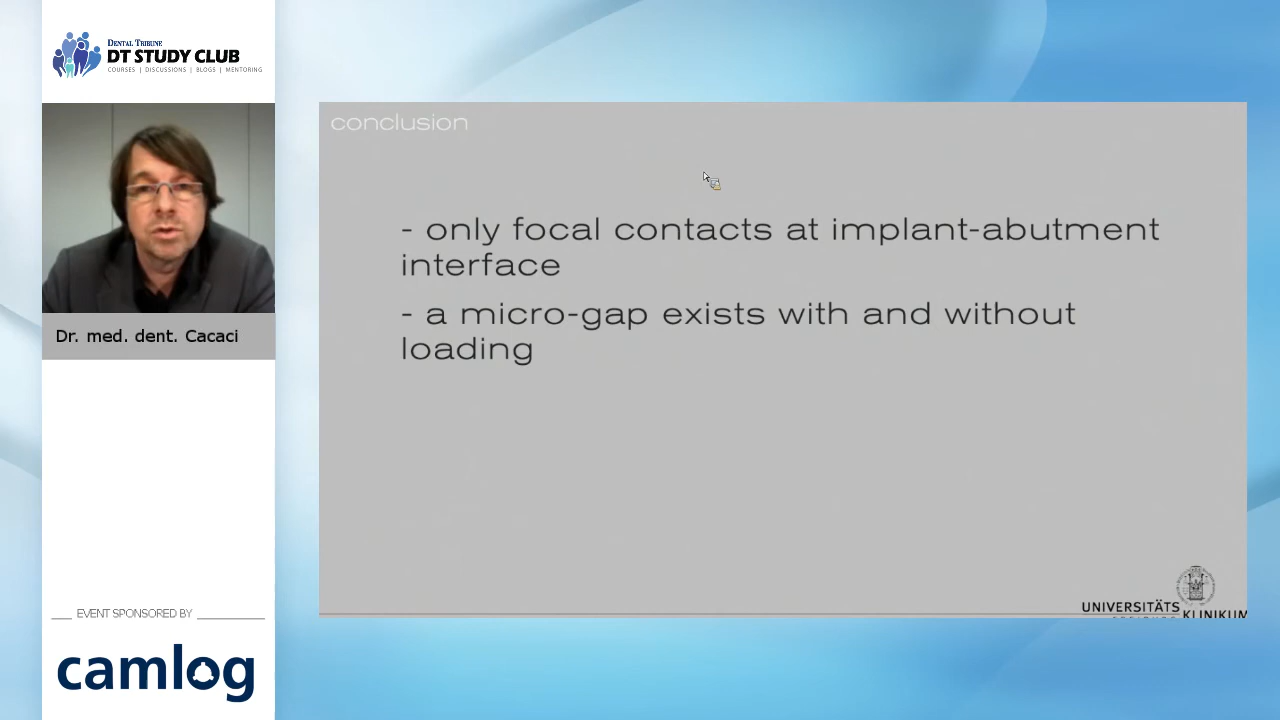 DENTAL TRIBUNE
DT STUDY CLUB
COURSES | DISCUSSIONS | BLOGS | MENTORING
Dr. med. dent. Cacaci
EVENT SPONSORED BY
camlog
conclusion
- only focal contacts at implant-abutment
interface
- a micro-gap exists with and without
loading
UNIVERSITÄTS
KLINIKUM